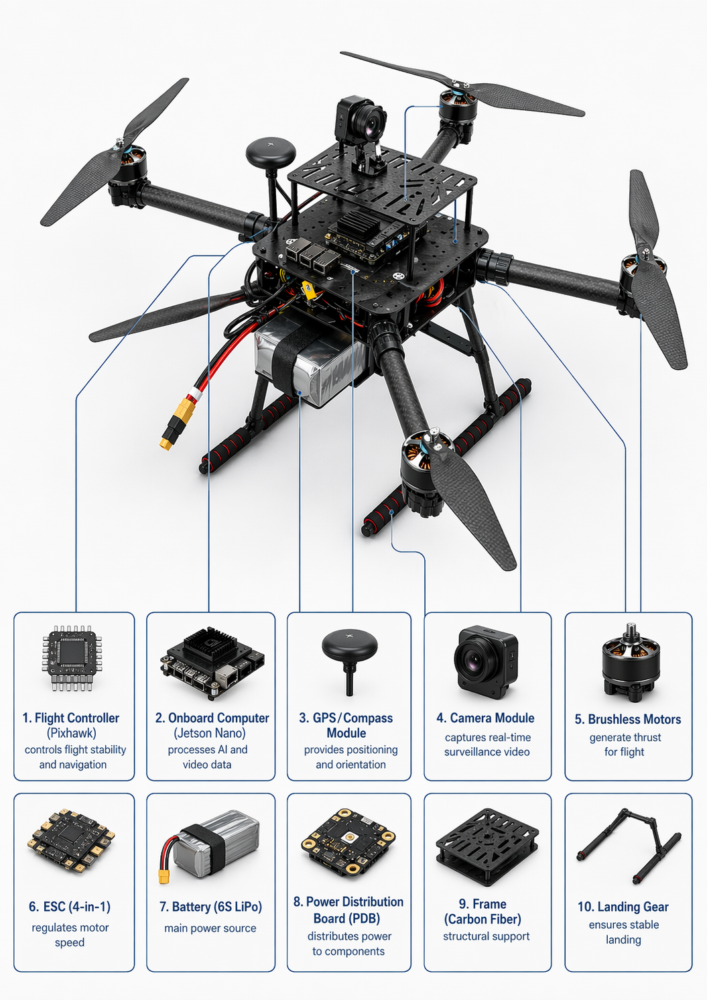 1. Flight Controller
(Pixhawk)
controls flight stability
and navigation
2. Onboard Computer
(Jetson Nano)
processes AI and
video data
3. GPS/Compass
Module
provides positioning
and orientation
4. Camera Module
captures real-time
surveillance video
5. Brushless Motors
generate thrust
for flight
6. ESC (4-in-1)
regulates motor
speed
7. Battery (6S LiPo)
main power source
8. Power Distribution
Board (PDB)
distributes power
to components
9. Frame
(Carbon Fiber)
structural support
10. Landing Gear
ensures stable
landing